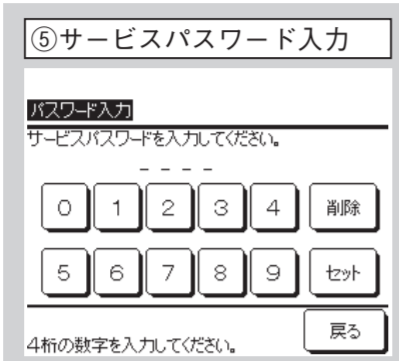 ⑤サービスパスワード入力
パスワード入力
サービスパスワードを入力してください。
－－－－
0 1 2 3 4 削除
5 6 7 8 9 セット
4桁の数字を入力してください。 戻る